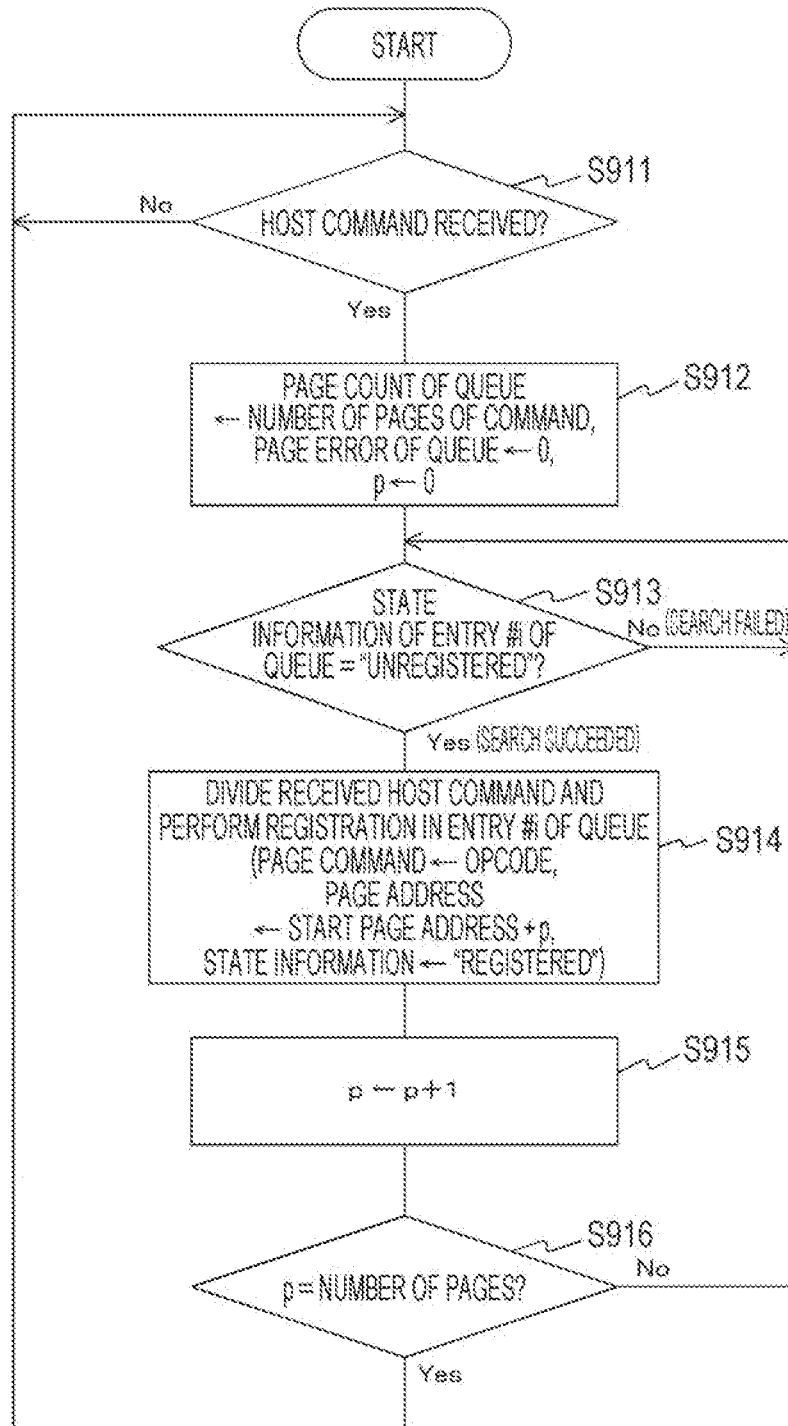 START
S911
No
HOST COMMAND RECEIVED?
Yes
S912
PAGE COUNT OF QUEUE
← NUMBER OF PAGES OF COMMAND,
PAGE ERROR OF QUEUE ← 0,
p ← 0
S913
STATE
INFORMATION OF ENTRY #i OF
QUEUE = "UNREGISTERED"?
No (SEARCH FAILED)
Yes (SEARCH SUCCEEDED)
DIVIDE RECEIVED HOST COMMAND AND
PERFORM REGISTRATION IN ENTRY #i OF QUEUE
(PAGE COMMAND ← OPCODE,
PAGE ADDRESS
← START PAGE ADDRESS + p,
STATE INFORMATION ← "REGISTERED")
S914
S915
p ← p+1
S916
p = NUMBER OF PAGES?
No
Yes